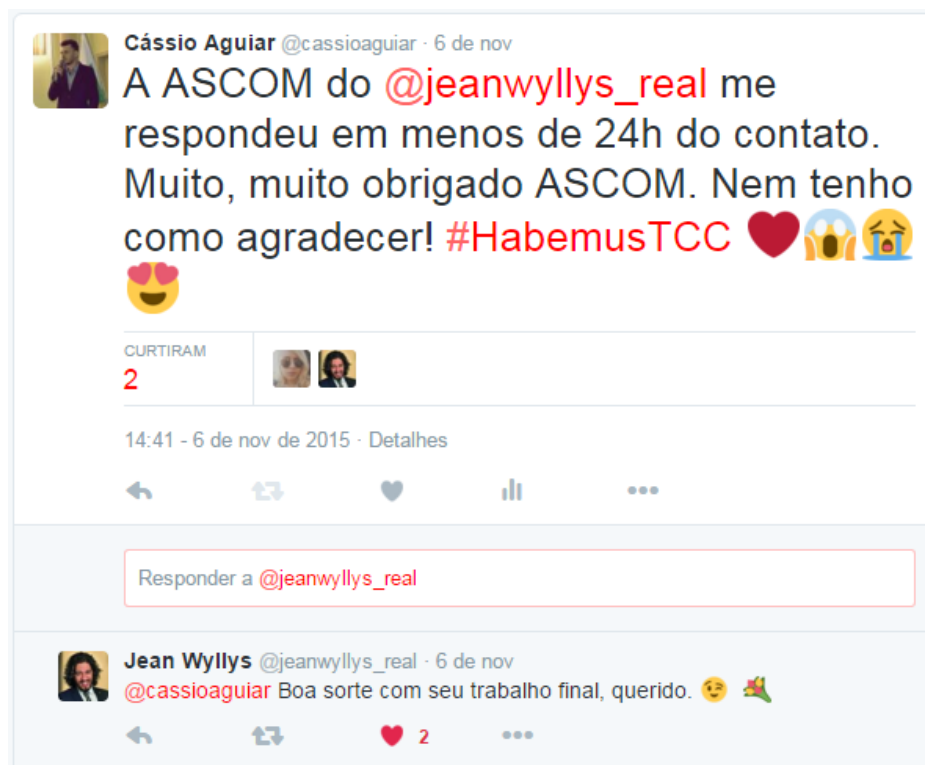 Cássio Aguiar @cassioaguiar · 6 de nov
A ASCOM do @jeanwyllys_real me
respondeu em menos de 24h do contato.
Muito, muito obrigado ASCOM. Nem tenho
como agradecer! #HabemusTCC ❤😱😭
😍
CURTIRAM
2
14:41 - 6 de nov de 2015 · Detalhes
Responder a @jeanwyllys_real
Jean Wyllys @jeanwyllys_real · 6 de nov
@cassioaguiar Boa sorte com seu trabalho final, querido. 😉 💐
2